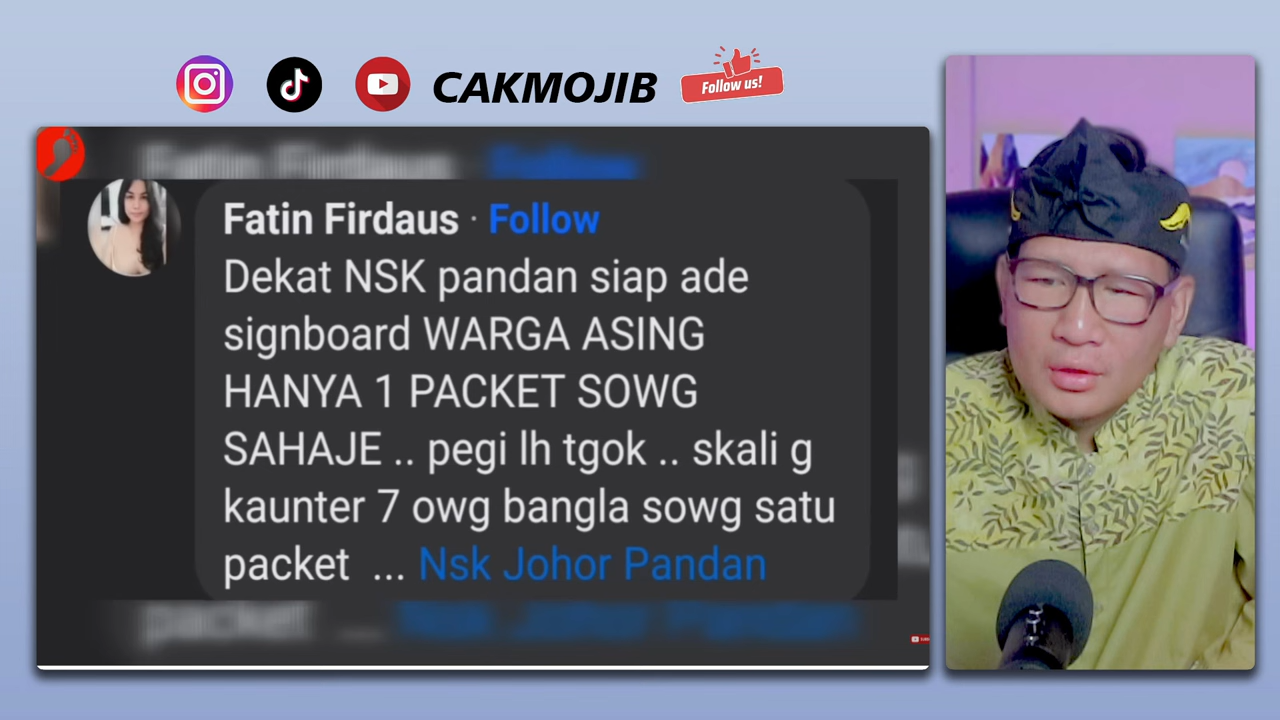 CAKMOJIB
Follow us!
Fatin Firdaus · Follow
Dekat NSK pandan siap ade
signboard WARGA ASING
HANYA 1 PACKET SOWG
SAHAJE .. pegi lh tgok .. skali g
kaunter 7 owg bangla sowg satu
packet ... Nsk Johor Pandan